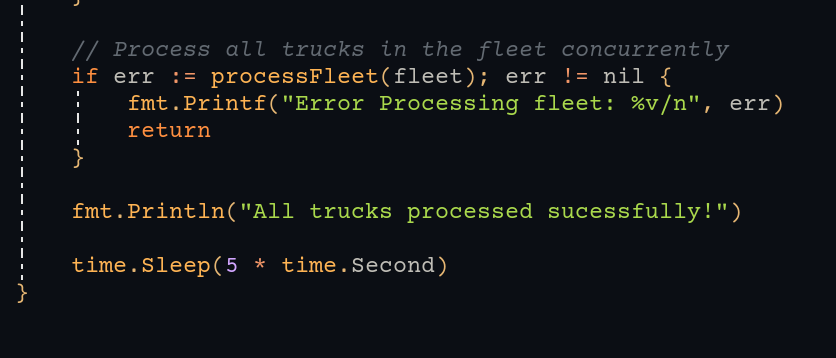 }
// Process all trucks in the fleet concurrently
if err := processFleet(fleet); err != nil {
fmt.Printf("Error Processing fleet: %v/n", err)
return
}
fmt.Println("All trucks processed sucessfully!")
time.Sleep(5 * time.Second)
}